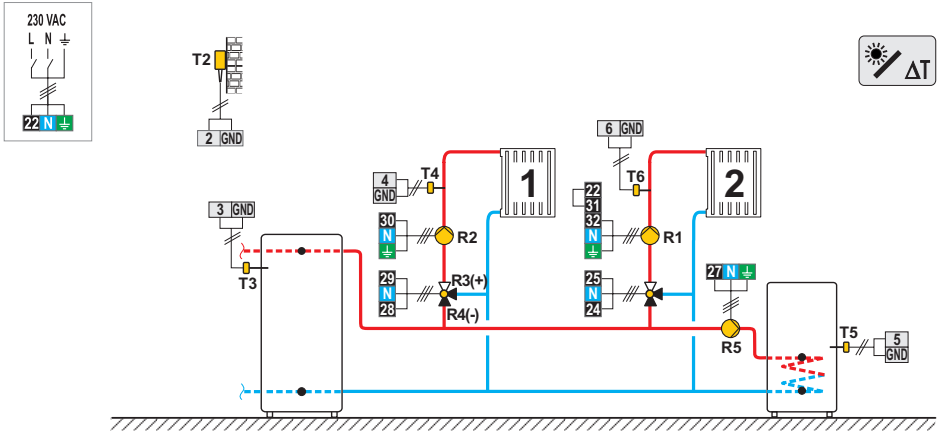 230 VAC
L N
22 N
T2
2 GND
ΔT
6 GND
4
GND
T4
T6
1
2
22
31
3 GND
30
N
R2
32
N
R1
T3
29
N
28
R3(+)
R4(-)
25
N
24
27 N
R5
T5
5
GND